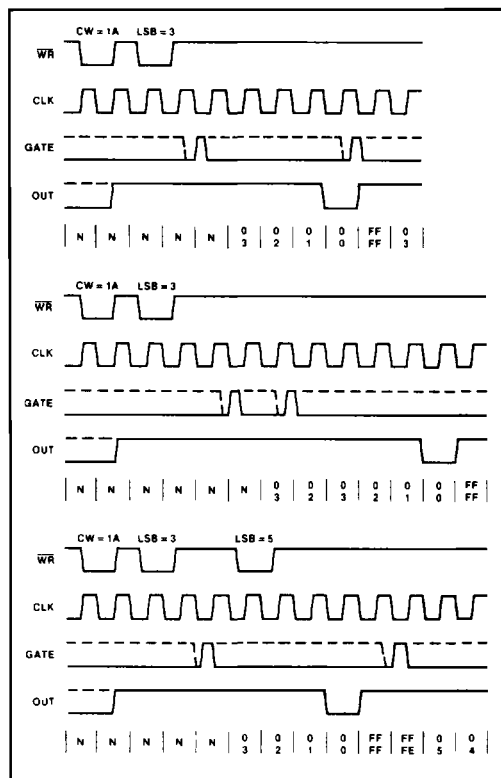 CW = 1A LSB = 3
WR
CLK
GATE
OUT
N N N N N 0 0 0 0 FF 0
3 2 1 0 FF 3
CW = 1A LSB = 3
WR
CLK
GATE
OUT
N N N N N N 0 0 0 0 0 0 FF
3 2 3 2 1 0 FF
CW = 1A LSB = 3 LSB = 5
WR
CLK
GATE
OUT
N N N N N 0 0 0 0 FF FF 0 0
3 2 1 0 FF FE 5 4